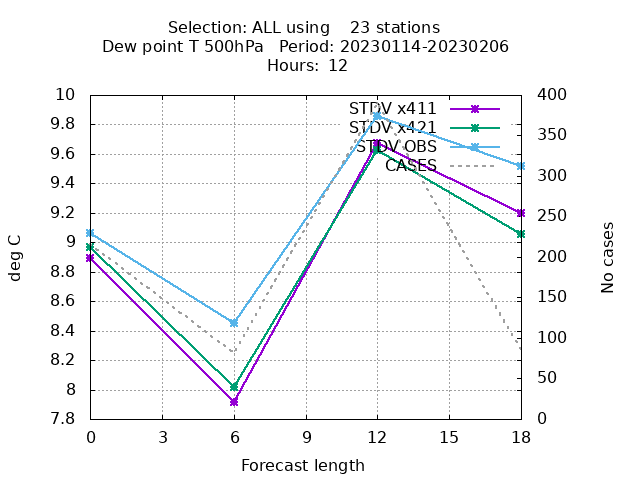 Selection: ALL using    23 stations
Dew point T 500hPa   Period: 20230114-20230206
Hours:  12
STDV x411
STDV x421
STDV OBS
CASES
10
9.8
9.6
9.4
9.2
9
8.8
8.6
8.4
8.2
8
7.8
deg C
400
350
300
250
200
150
100
50
0
No cases
0 3 6 9 12 15 18
Forecast length